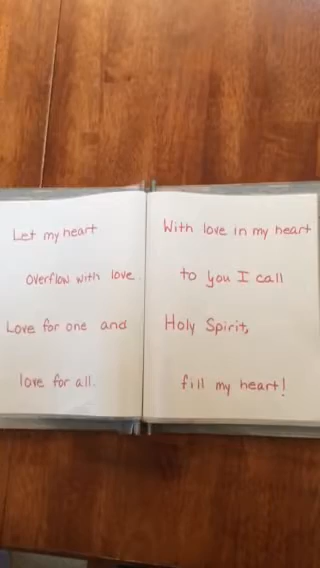 Let my heart
overflow with love.
Love for one and
love for all.
With love in my heart
to you I call
Holy Spirit,
fill my heart!